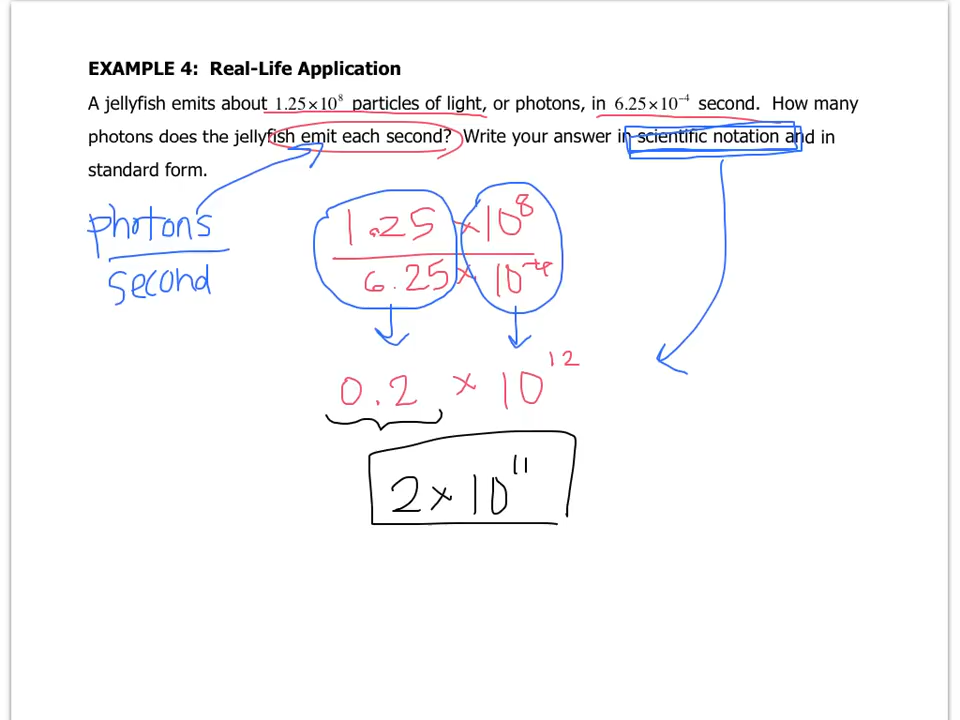 EXAMPLE 4: Real-Life Application
A jellyfish emits about 1.25×10⁸ particles of light, or photons, in 6.25×10⁻⁴ second. How many
photons does the jellyfish emit each second? Write your answer in scientific notation and in
standard form.
photons
second
1.25 × 10⁸
6.25 × 10⁻⁴
0.2 × 10¹²
2 × 10¹¹